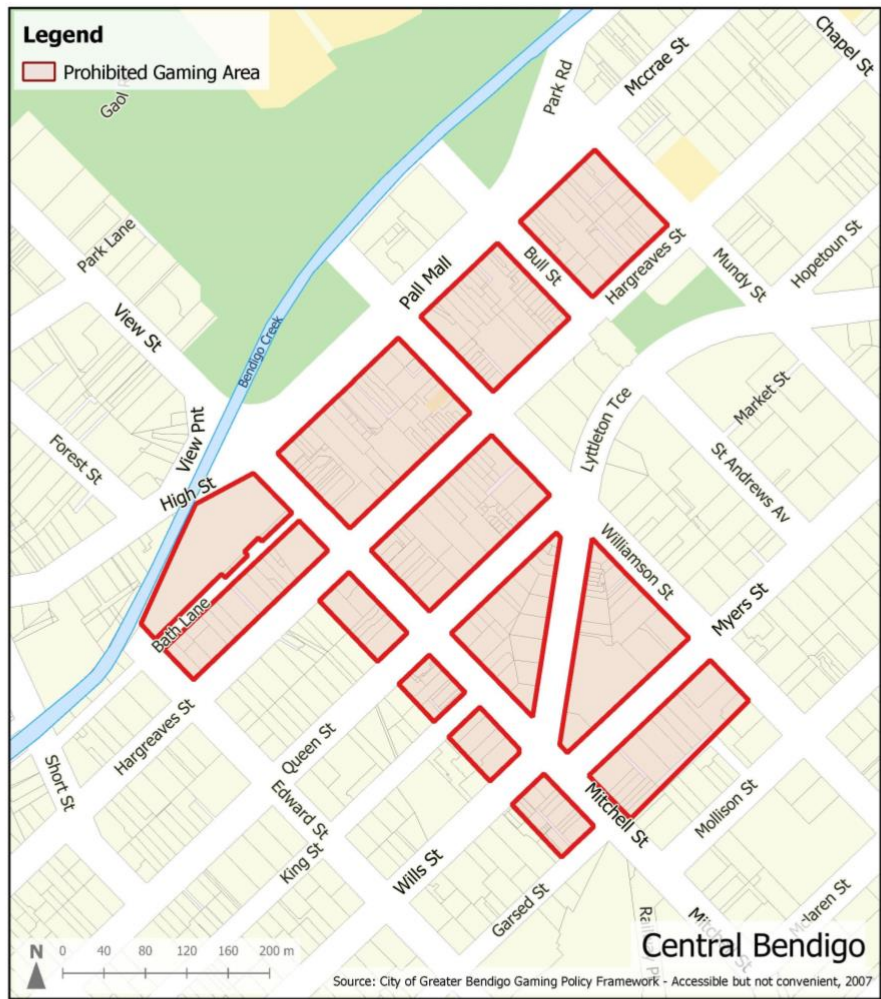 Legend
Prohibited Gaming Area
Gaol
Park Rd
Mccrae St
Chapel St
Park Lane
View St
Pall Mall
Bull St
Hargreaves St
Mundy St
Hopetoun St
Bendigo Creek
Forest St
View Pnt
High St
Lyttleton Tce
Market St
St Andrews Av
Williamson St
Myers St
Bath Lane
Hargreaves St
Short St
Queen St
Edward St
King St
Wills St
Mitchell St
Mollison St
Garsed St
Mclaren St
N
0 40 80 120 160 200 m
Central Bendigo
Source: City of Greater Bendigo Gaming Policy Framework - Accessible but not convenient, 2007